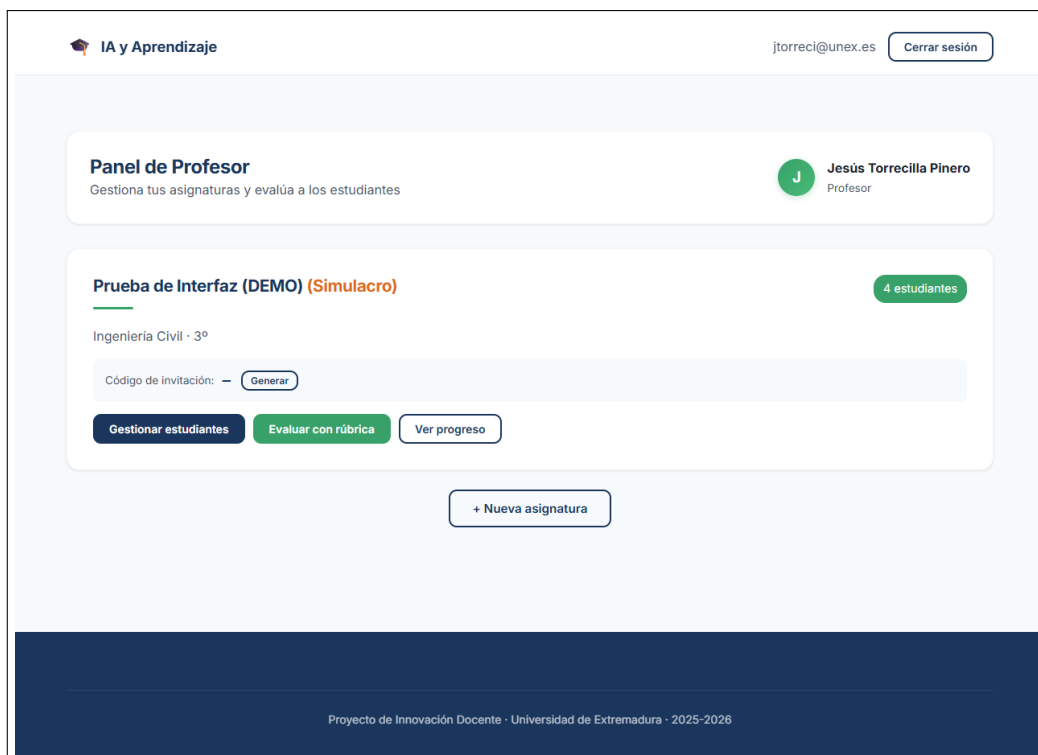 IA y Aprendizaje
jtorreci@unex.es
Cerrar sesión
Panel de Profesor
Gestiona tus asignaturas y evalúa a los estudiantes
J
Jesús Torrecilla Pinero
Profesor
Prueba de Interfaz (DEMO) (Simulacro)
4 estudiantes
Ingeniería Civil · 3º
Código de invitación: — Generar
Gestionar estudiantes Evaluar con rúbrica Ver progreso
+ Nueva asignatura
Proyecto de Innovación Docente · Universidad de Extremadura · 2025-2026